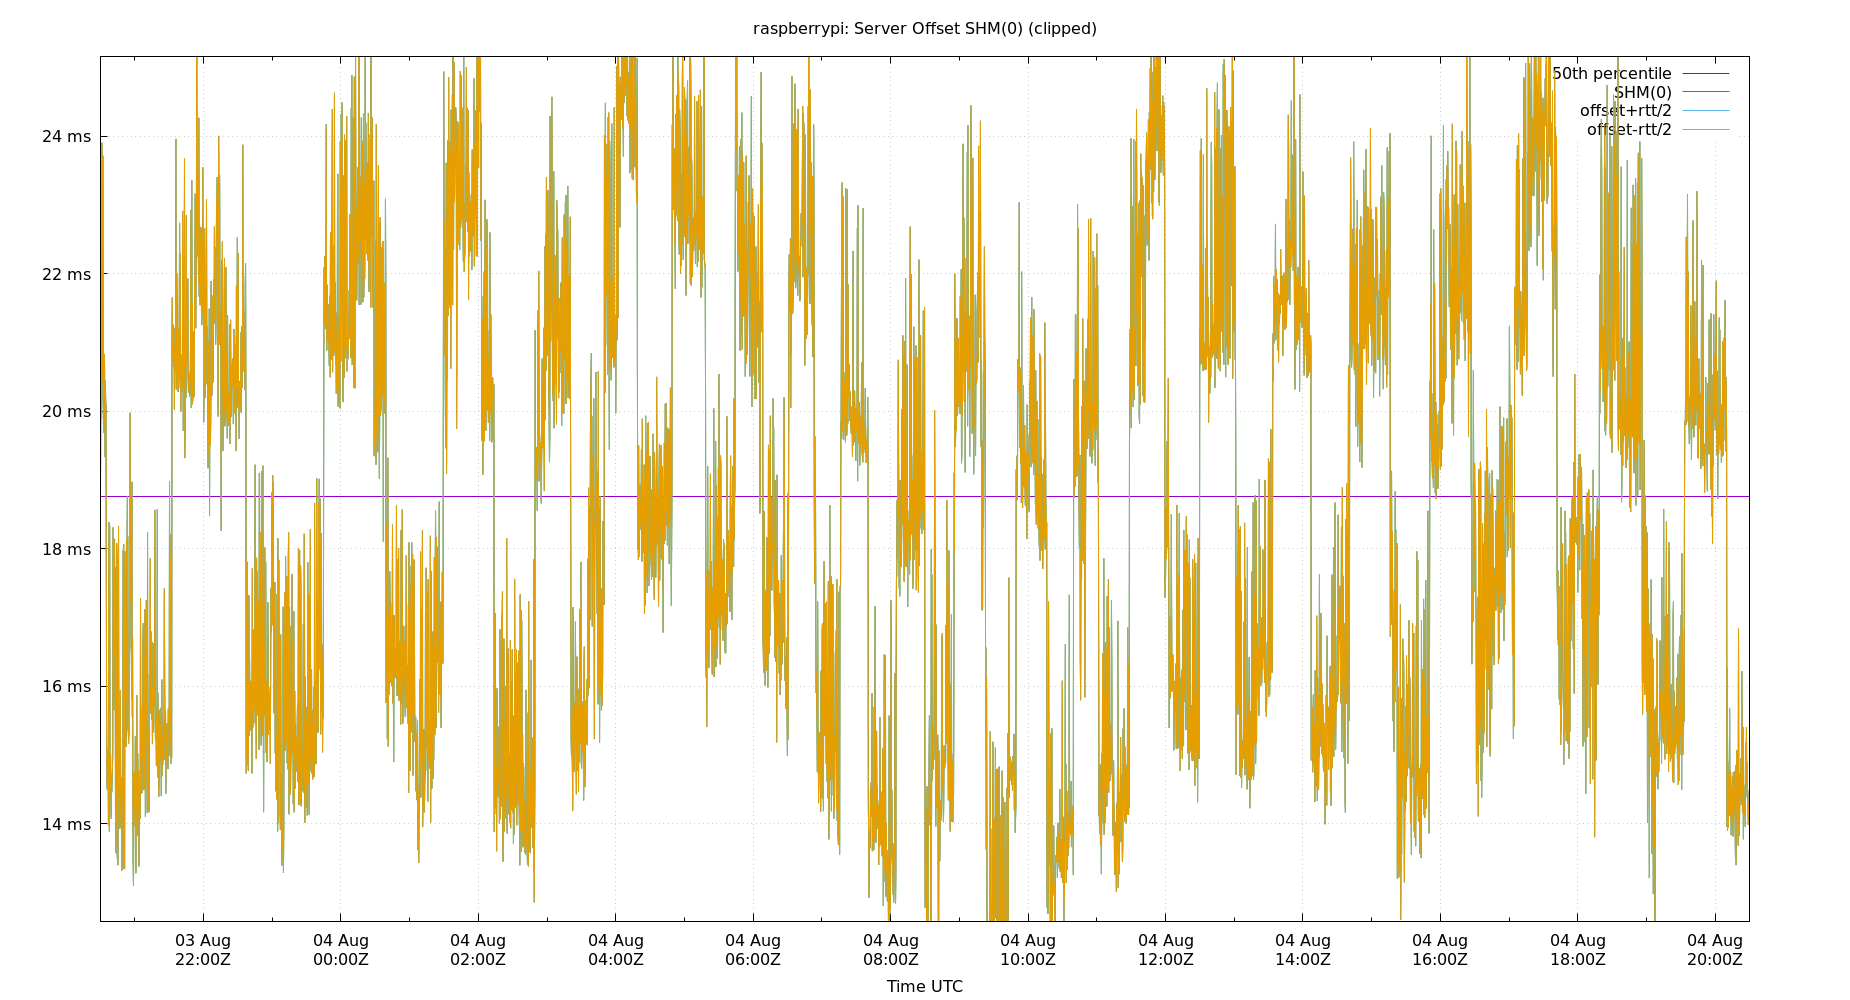 raspberrypi: Server Offset SHM(0) (clipped)
50th percentile
SHM(0)
offset+rtt/2
offset-rtt/2
24 ms
22 ms
20 ms
18 ms
16 ms
14 ms
03 Aug 04 Aug 04 Aug 04 Aug 04 Aug 04 Aug 04 Aug 04 Aug 04 Aug 04 Aug 04 Aug 04 Aug
22:00Z 00:00Z 02:00Z 04:00Z 06:00Z 08:00Z 10:00Z 12:00Z 14:00Z 16:00Z 18:00Z 20:00Z
Time UTC